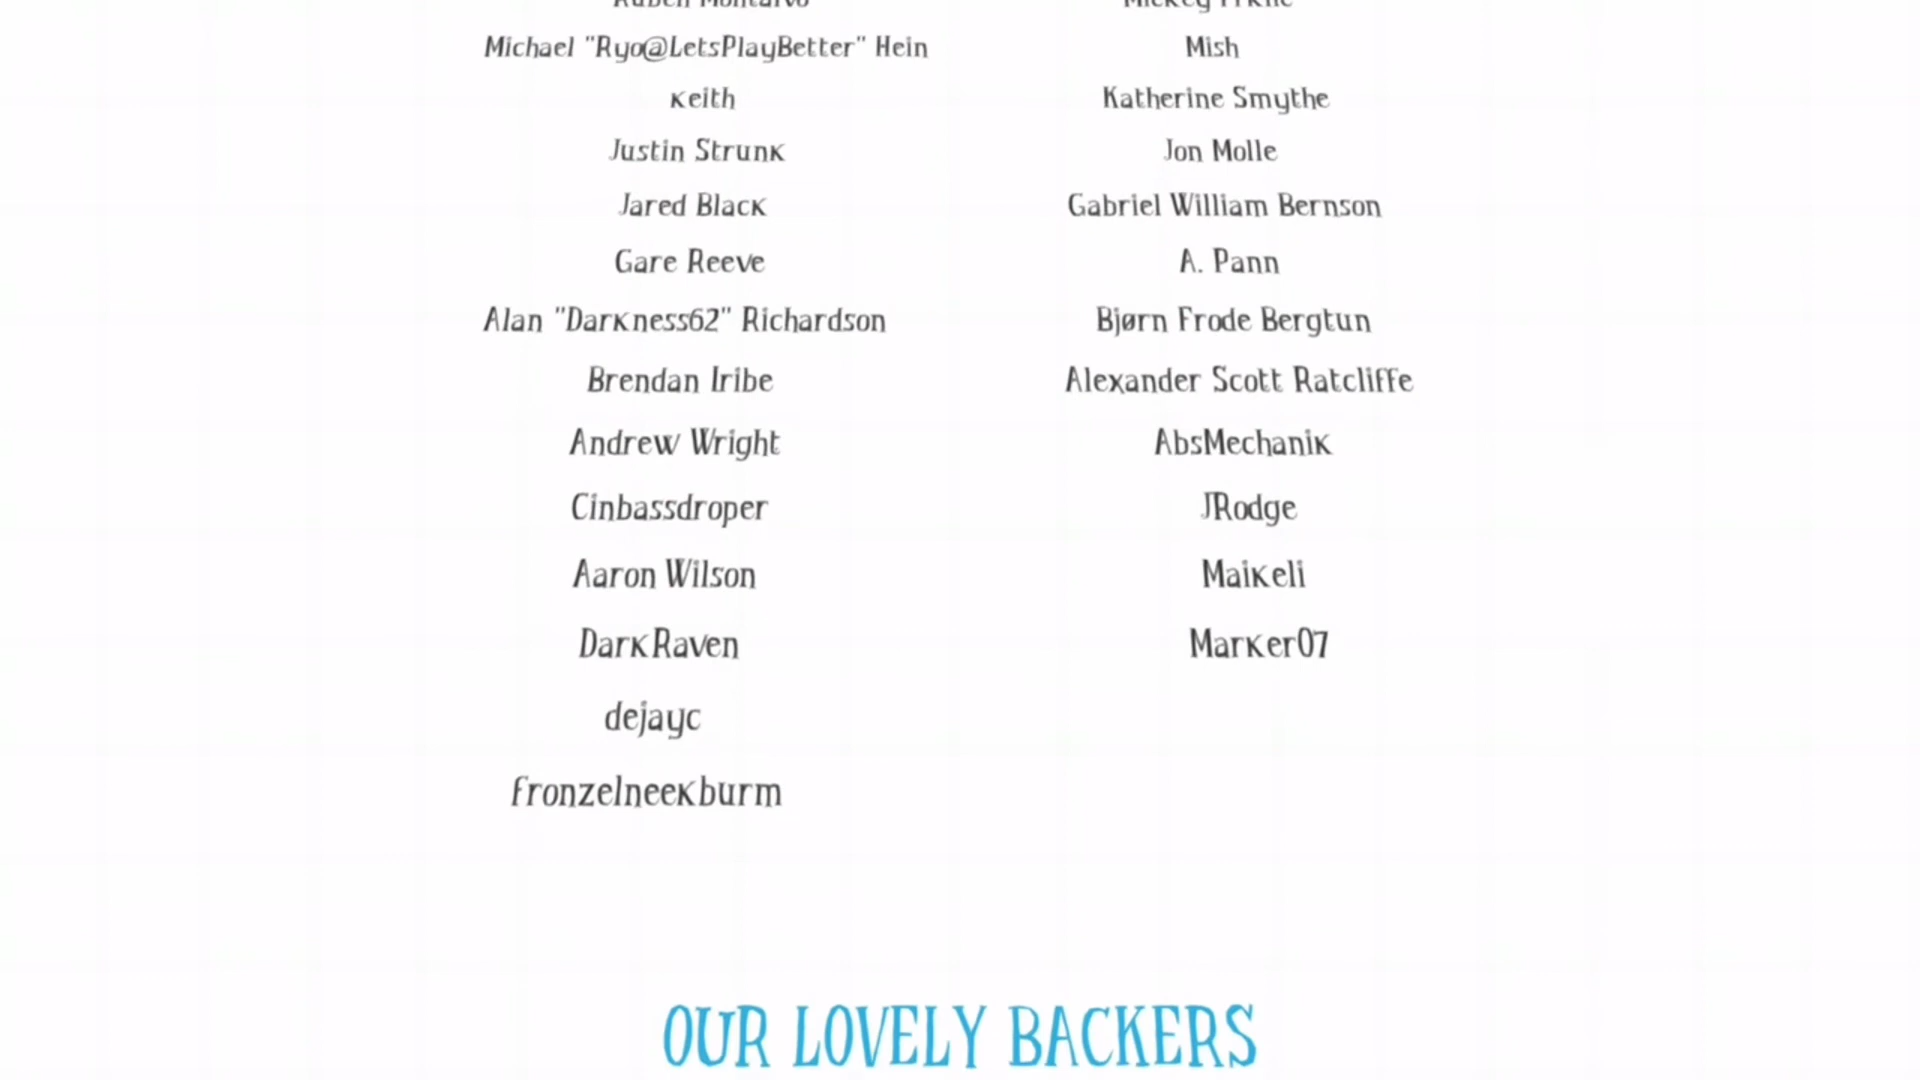 Michael "Ryo@LetsPlayBetter" Hein
Mish
keith
Katherine Smythe
Justin Strunk
Jon Molle
Jared Black
Gabriel William Bernson
Gare Reeve
A. Pann
Alan "Darkness62" Richardson
Bjørn Frode Bergtun
Brendan Iribe
Alexander Scott Ratcliffe
Andrew Wright
AbsMechanik
Cinbassdroper
JRodge
Aaron Wilson
Maikeli
DarkRaven
Marker07
dejayc
fronzelneekburm
OUR LOVELY BACKERS